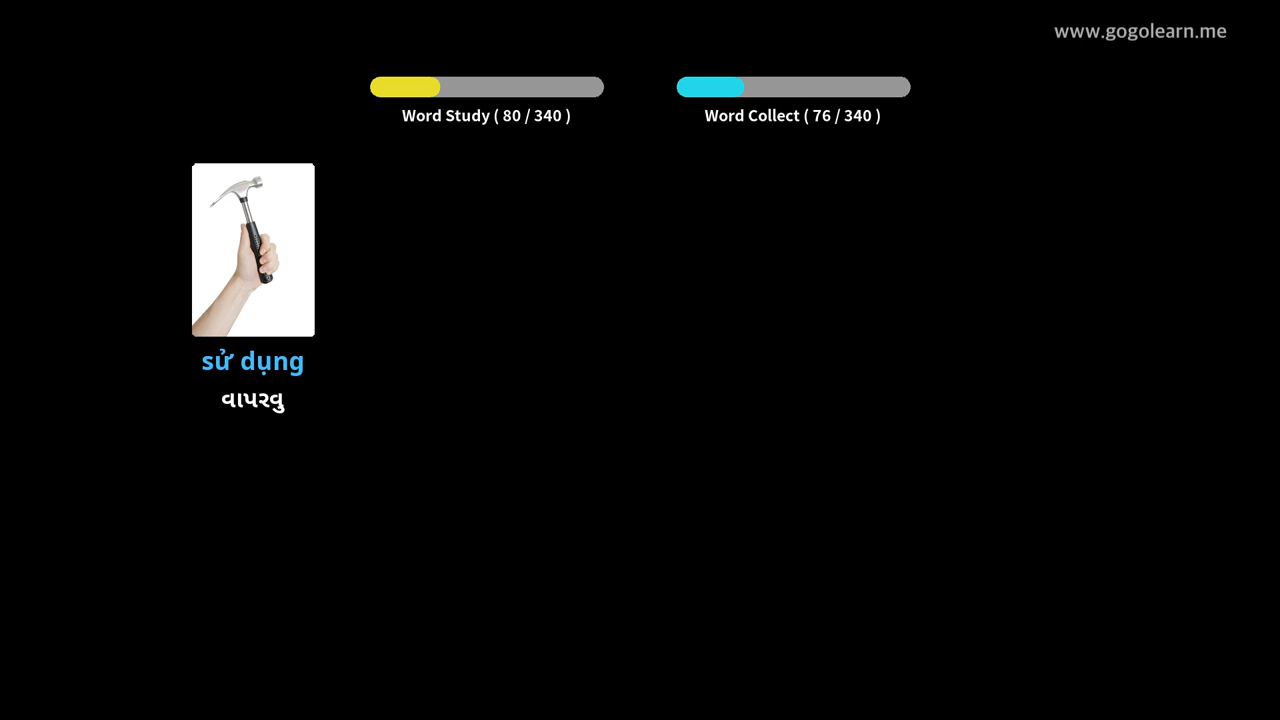 www.gogolearn.me
Word Study ( 80 / 340 )
Word Collect ( 76 / 340 )
sử dụng
વાપરવુ